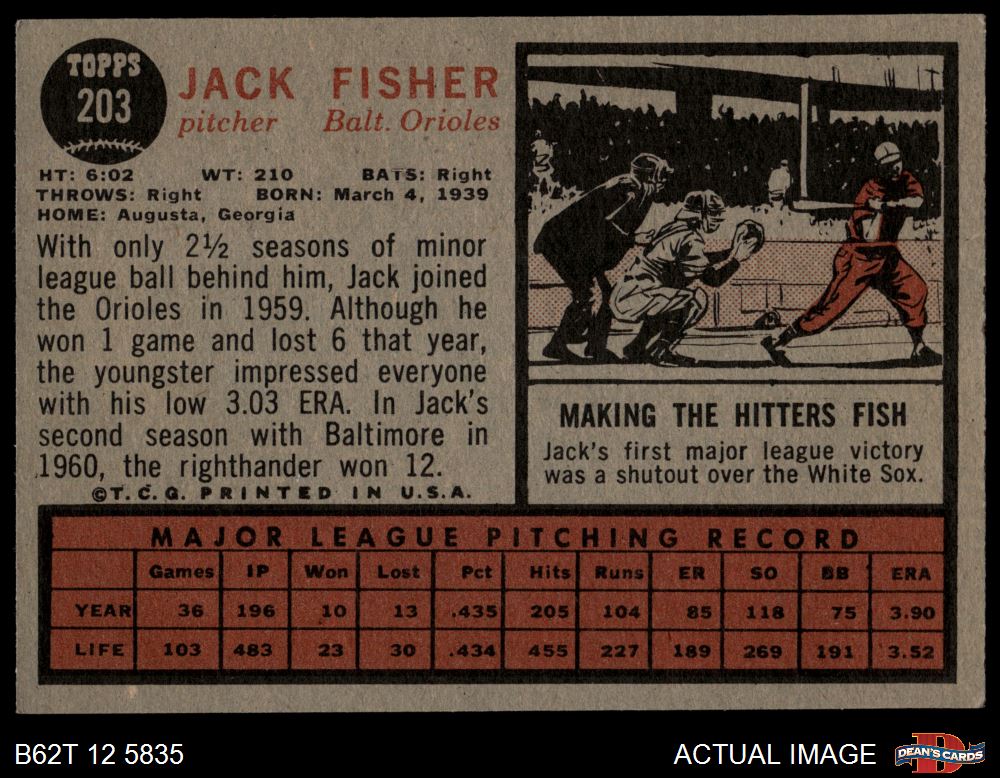 TOPPS
203
JACK FISHER
pitcher Balt. Orioles
HT: 6:02 WT: 210 BATS: Right
THROWS: Right BORN: March 4, 1939
HOME: Augusta, Georgia
With only 2½ seasons of minor
league ball behind him, Jack joined
the Orioles in 1959. Although he
won 1 game and lost 6 that year,
the youngster impressed everyone
with his low 3.03 ERA. In Jack's
second season with Baltimore in
1960, the righthander won 12.
©T.C.G. PRINTED IN U.S.A.
MAKING THE HITTERS FISH
Jack's first major league victory
was a shutout over the White Sox.
MAJOR LEAGUE PITCHING RECORD
Games IP Won Lost Pct Hits Runs ER SO BB ERA
YEAR 36 196 10 13 .435 205 104 85 118 75 3.90
LIFE 103 483 23 30 .434 455 227 189 269 191 3.52
B62T 12 5835
ACTUAL IMAGE
D
DEAN'S CARDS